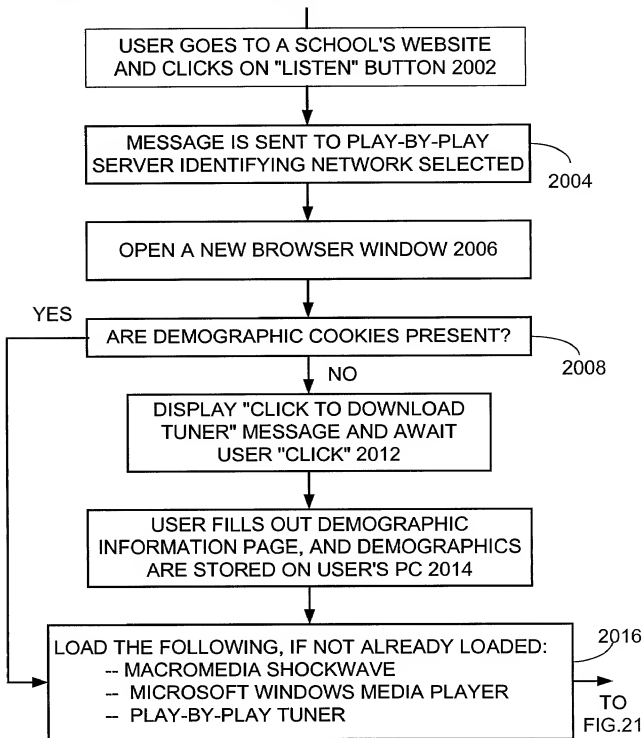 USER GOES TO A SCHOOL'S WEBSITE
AND CLICKS ON "LISTEN" BUTTON 2002
MESSAGE IS SENT TO PLAY-BY-PLAY
SERVER IDENTIFYING NETWORK SELECTED
2004
OPEN A NEW BROWSER WINDOW 2006
YES
ARE DEMOGRAPHIC COOKIES PRESENT?
2008
NO
DISPLAY "CLICK TO DOWNLOAD
TUNER" MESSAGE AND AWAIT
USER "CLICK" 2012
USER FILLS OUT DEMOGRAPHIC
INFORMATION PAGE, AND DEMOGRAPHICS
ARE STORED ON USER'S PC 2014
2016
LOAD THE FOLLOWING, IF NOT ALREADY LOADED:
-- MACROMEDIA SHOCKWAVE
-- MICROSOFT WINDOWS MEDIA PLAYER
-- PLAY-BY-PLAY TUNER
TO
FIG.21